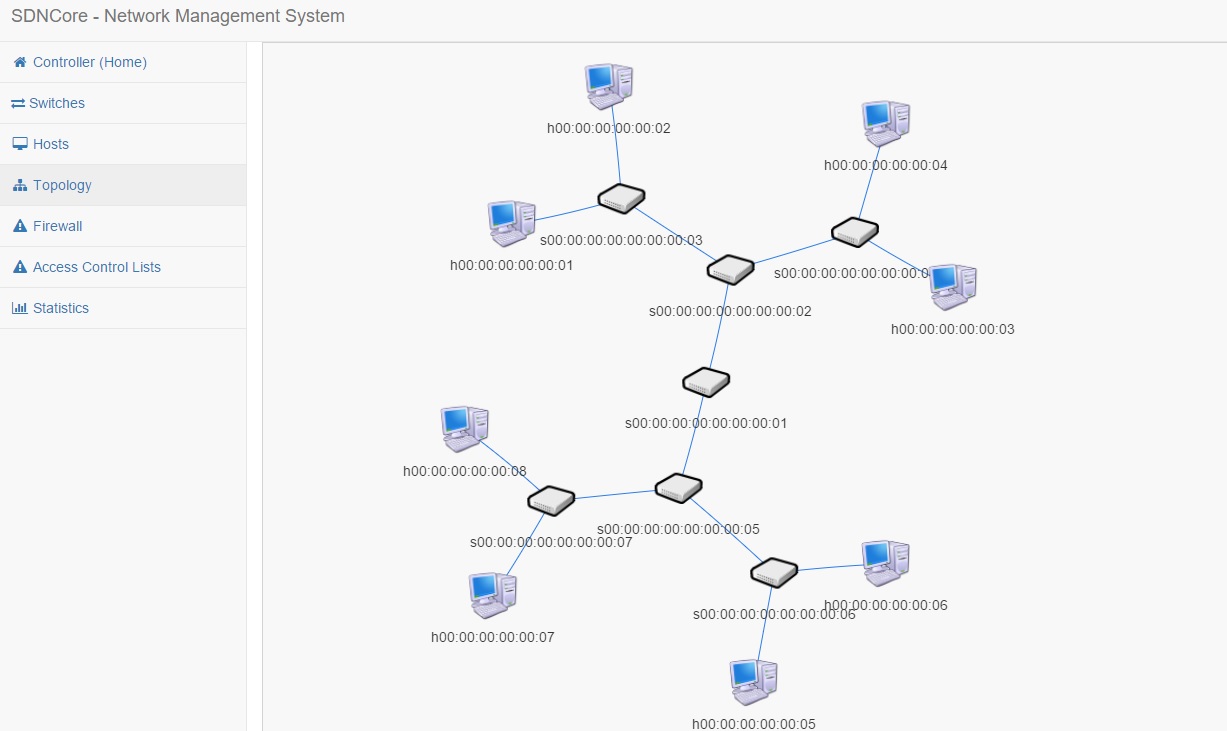 SDNCore - Network Management System
Controller (Home)
Switches
Hosts
Topology
Firewall
Access Control Lists
Statistics
h00:00:00:00:00:02
h00:00:00:00:00:04
s00:00:00:00:00:00:00:03
h00:00:00:00:00:01
s00:00:00:00:00:00:00:0
s00:00:00:00:00:00:00:02
h00:00:00:00:00:03
s00:00:00:00:00:00:00:01
h00:00:00:00:00:08
s00:00:00:00:00:00:00:05
s00:00:00:00:00:00:00:07
h00:00:00:00:00:06
s00:00:00:00:00:00:00:06
h00:00:00:00:00:07
h00:00:00:00:00:05